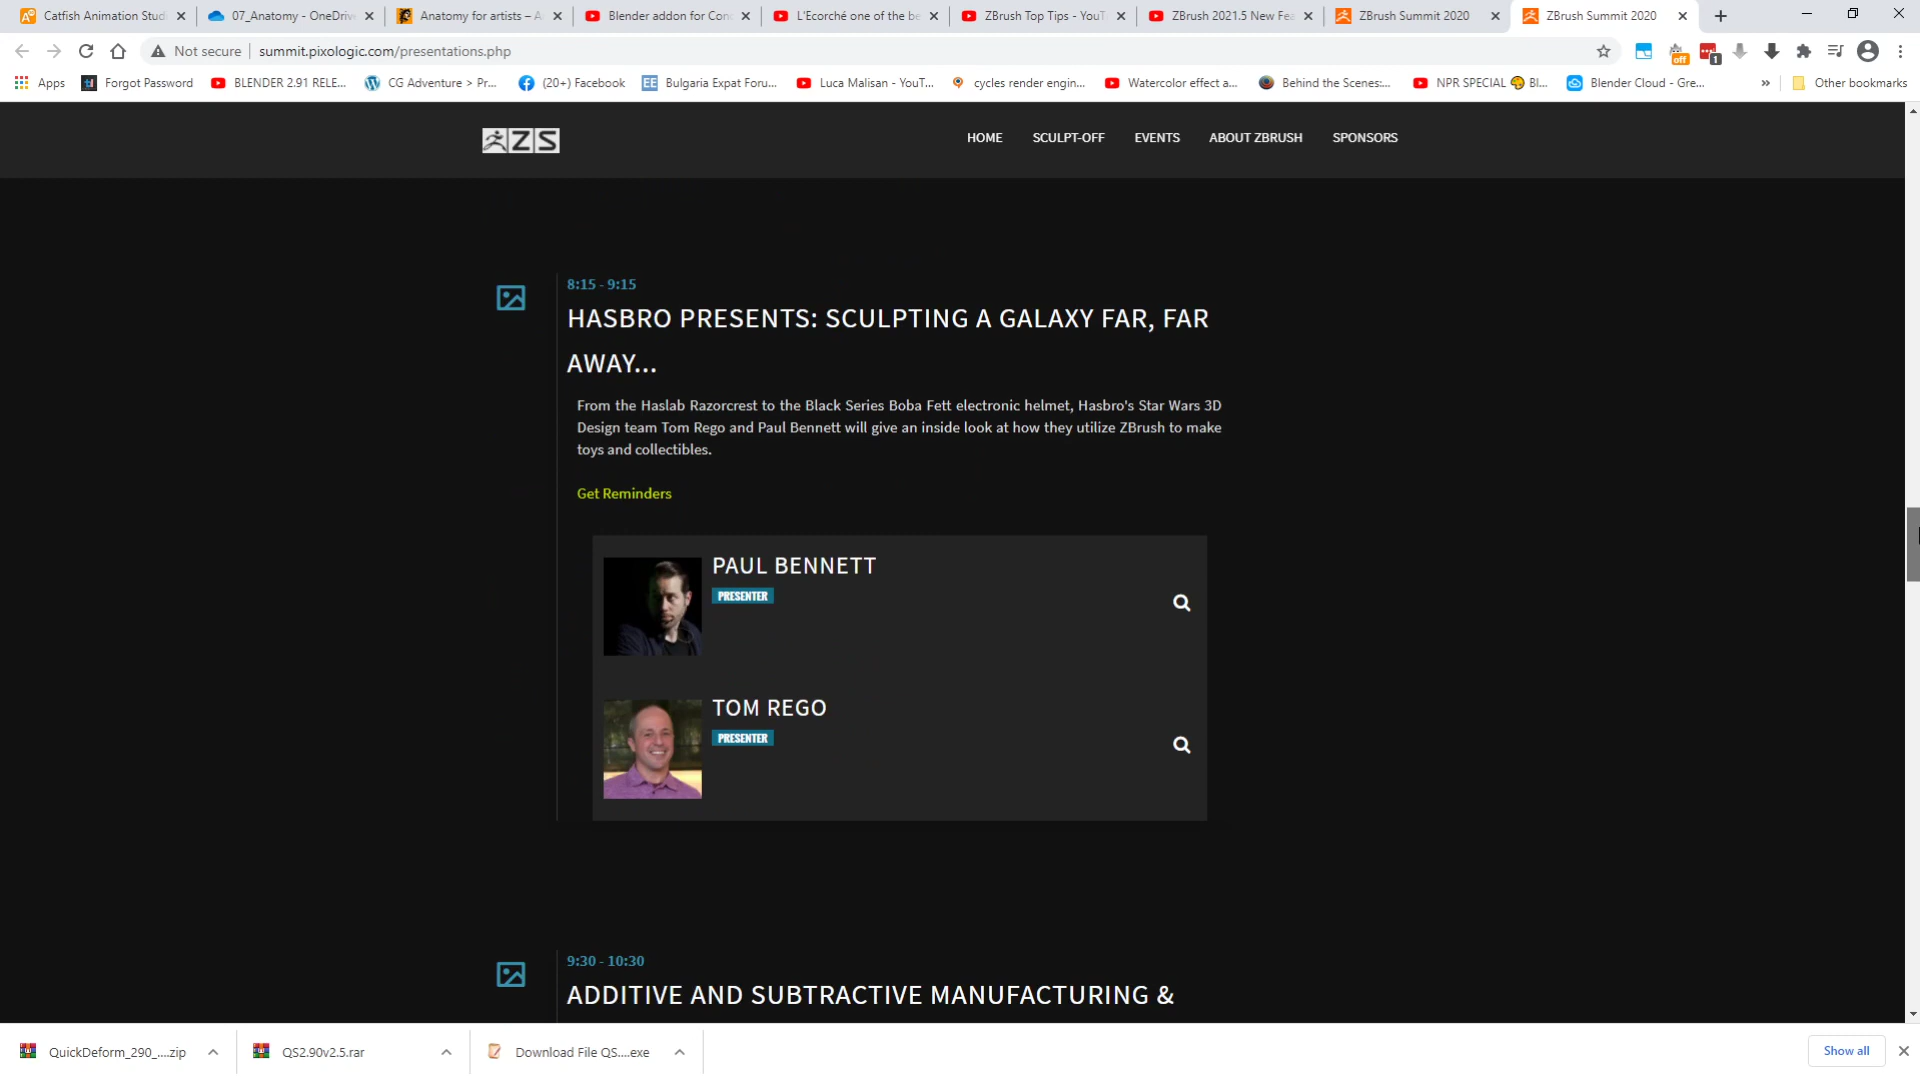 Catfish Animation Stud
07_Anatomy - OneDrive
Anatomy for artists – A
Blender addon for Con
L'Ecorché one of the be
ZBrush Top Tips - YouT
ZBrush 2021.5 New Fea
ZBrush Summit 2020
ZBrush Summit 2020
Not secure
summit.pixologic.com/presentations.php
off
1
Apps
Forgot Password
BLENDER 2.91 RELE...
CG Adventure > Pr...
(20+) Facebook
EE
Bulgaria Expat Foru...
Luca Malisan - YouT...
cycles render engin...
Watercolor effect a...
Behind the Scenes:...
NPR SPECIAL 🧠 Bl...
Blender Cloud - Gre...
»
Other bookmarks
ZS
HOME
SCULPT-OFF
EVENTS
ABOUT ZBRUSH
SPONSORS
8:15 - 9:15
HASBRO PRESENTS: SCULPTING A GALAXY FAR, FAR
AWAY...
From the Haslab Razorcrest to the Black Series Boba Fett electronic helmet, Hasbro's Star Wars 3D
Design team Tom Rego and Paul Bennett will give an inside look at how they utilize ZBrush to make
toys and collectibles.
Get Reminders
PAUL BENNETT
PRESENTER
TOM REGO
PRESENTER
9:30 - 10:30
ADDITIVE AND SUBTRACTIVE MANUFACTURING &
QuickDeform_290_....zip
QS2.90v2.5.rar
Download File QS....exe
Show all